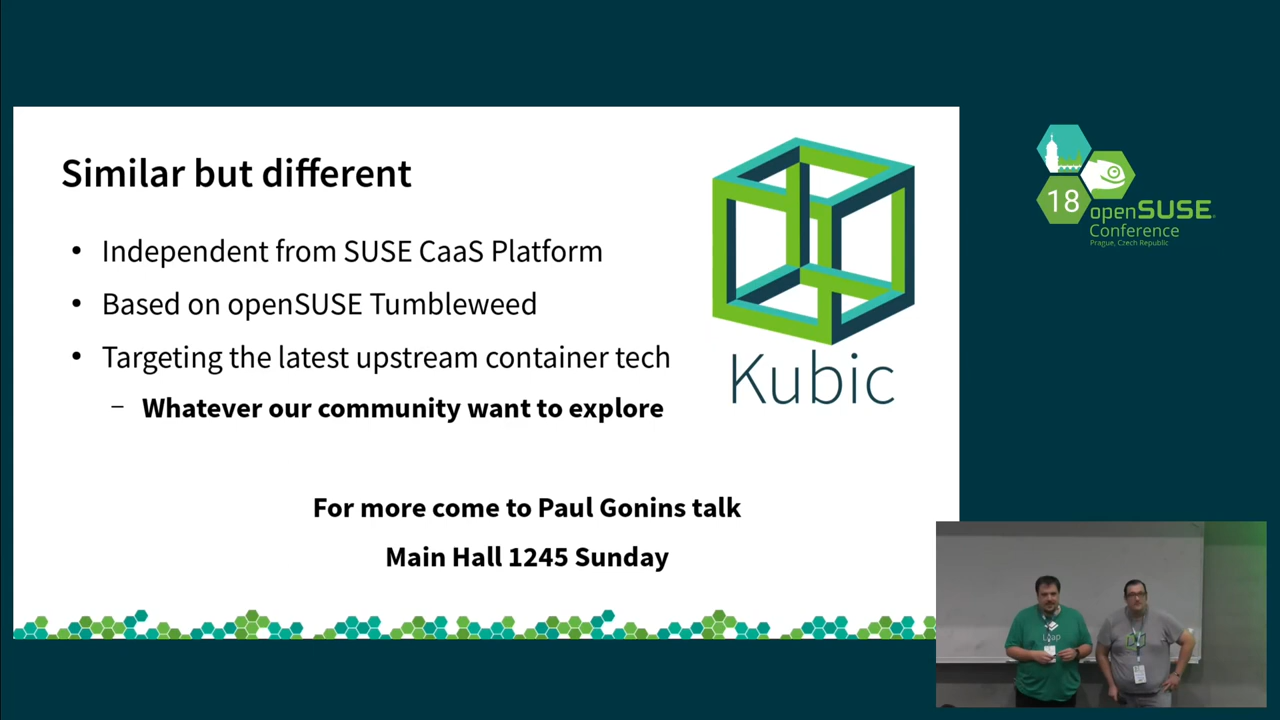 Similar but different
• Independent from SUSE CaaS Platform
• Based on openSUSE Tumbleweed
• Targeting the latest upstream container tech
– Whatever our community want to explore
For more come to Paul Gonins talk
Main Hall 1245 Sunday
Kubic
18
openSUSE
Conference
Prague, Czech Republic
Leap